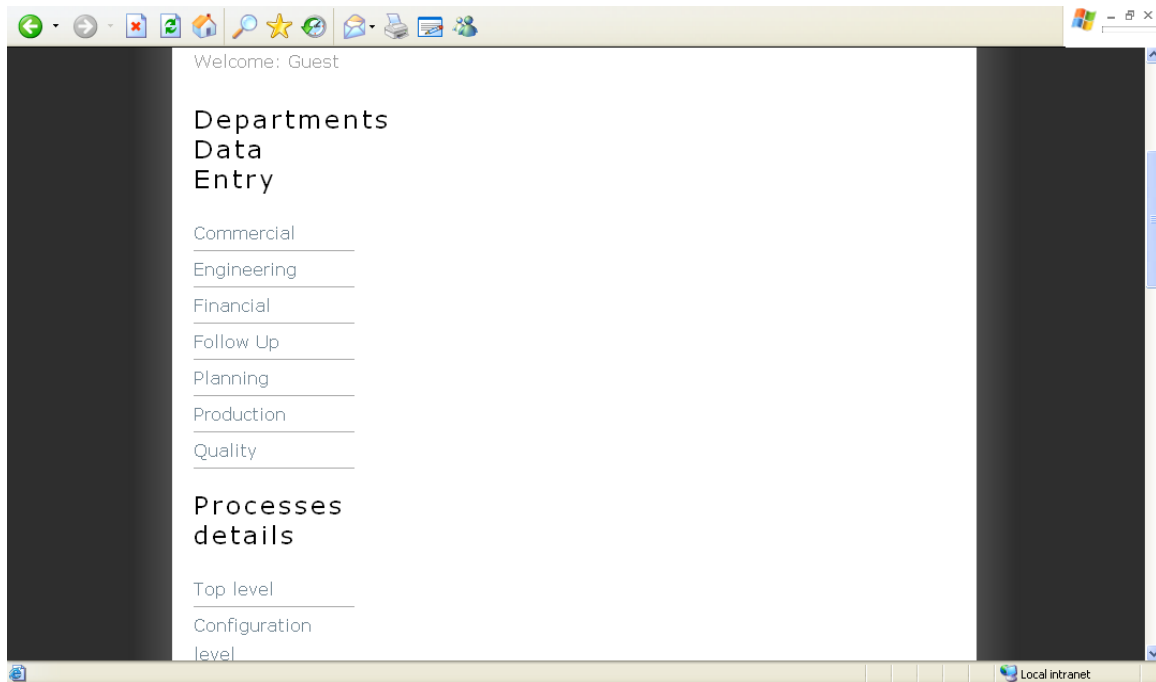 Welcome: Guest
Departments
Data
Entry
Commercial
Engineering
Financial
Follow Up
Planning
Production
Quality
Processes
details
Top level
Configuration
level
Local intranet